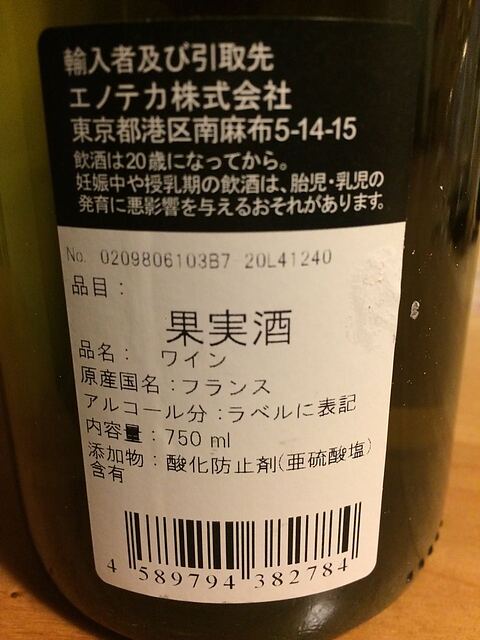 輸入者及び引取先
エノテカ株式会社
東京都港区南麻布5-14-15
飲酒は20歳になってから。
妊娠中や授乳期の飲酒は、胎児・乳児の
発育に悪影響を与えるおそれがあります。
No. 0209806103B7 20L41240
品目：
果実酒
品名： ワイン
原産国名：フランス
アルコール分：ラベルに表記
内容量：750 ml
添加物：酸化防止剤(亜硫酸塩)
含有
4 589794 382784